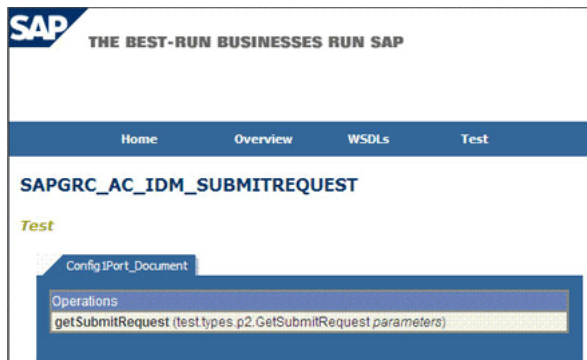 SAP
THE BEST-RUN BUSINESSES RUN SAP
Home Overview WSDLs Test
SAPGRC_AC_IDM_SUBMITREQUEST
Test
Config1Port_Document
Operations
getSubmitRequest (test.types.p2.GetSubmitRequest parameters)